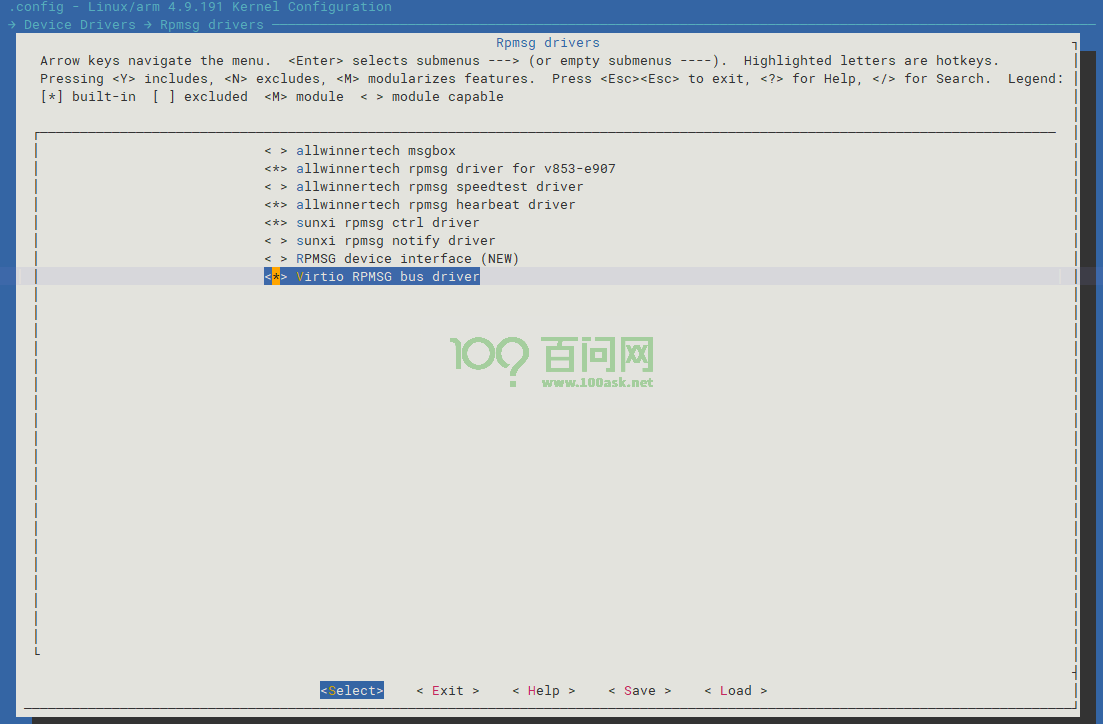 .config - Linux/arm 4.9.191 Kernel Configuration
→ Device Drivers → Rpmsg drivers
Rpmsg drivers
Arrow keys navigate the menu.  <Enter> selects submenus ---> (or empty submenus ----).  Highlighted letters are hotkeys.
Pressing <Y> includes, <N> excludes, <M> modularizes features.  Press <Esc><Esc> to exit, <?> for Help, </> for Search.  Legend:
[*] built-in  [ ] excluded  <M> module  < > module capable
< > allwinnertech msgbox
<*> allwinnertech rpmsg driver for v853-e907
< > allwinnertech rpmsg speedtest driver
<*> allwinnertech rpmsg hearbeat driver
<*> sunxi rpmsg ctrl driver
< > sunxi rpmsg notify driver
< > RPMSG device interface (NEW)
<*> Virtio RPMSG bus driver
100? 百问网
www.100ask.net
<Select>    < Exit >    < Help >    < Save >    < Load >